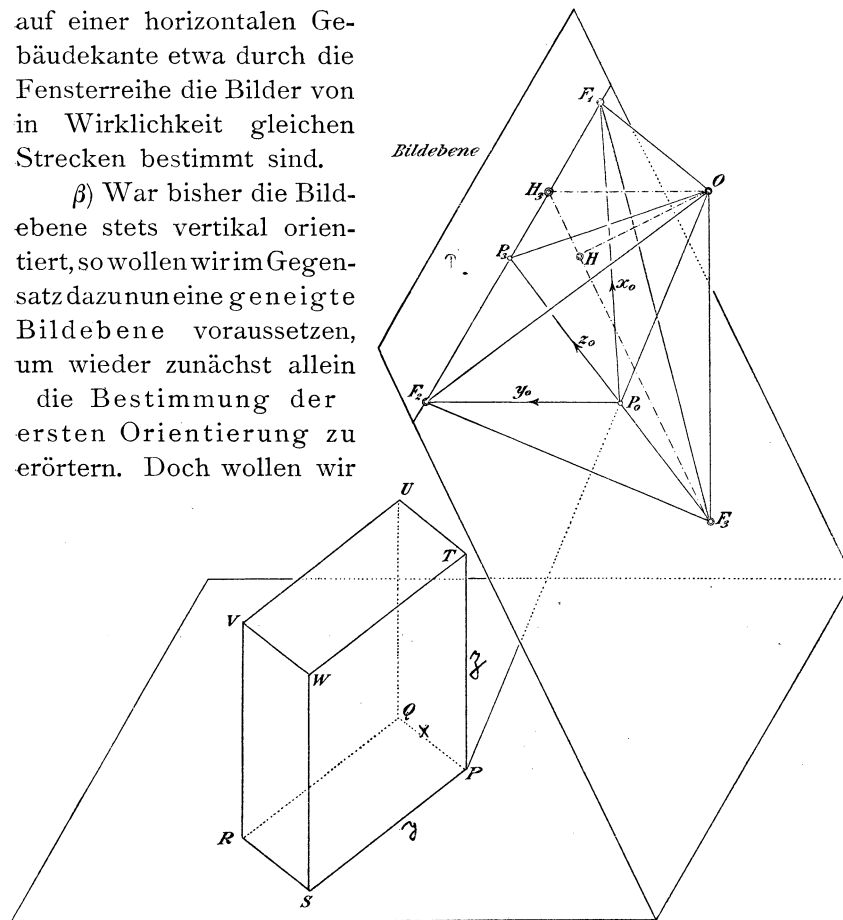 auf einer horizontalen Ge-
bäudekante etwa durch die
Fensterreihe die Bilder von
in Wirklichkeit gleichen
Strecken bestimmt sind.
β) War bisher die Bild-
ebene stets vertikal orien-
tiert, so wollen wir im Gegen-
satz dazu nun eine geneigte
Bildebene voraussetzen,
um wieder zunächst allein
die Bestimmung der
ersten Orientierung zu
erörtern. Doch wollen wir
Bildebene
F₁
O
H₃
P₃
H
x₀
z₀
F₂
y₀
P₀
F₃
U
T
V
W
z
Q
x
P
R
y
S